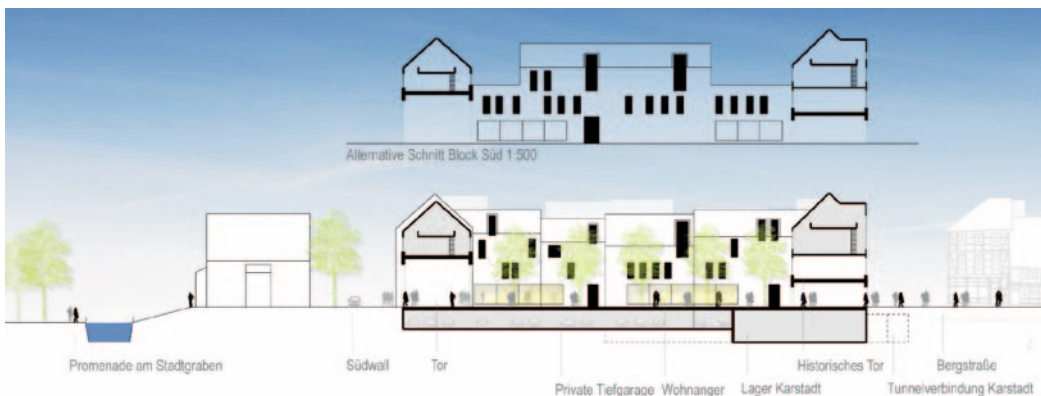 Alternative Schnitt Block Süd 1:500
Promenade am Stadtgraben
Südwall
Tor
Historisches Tor
Bergstraße
Private Tiefgarage
Wohnanger
Lager Karstadt
Tunnelverbindung Karstadt